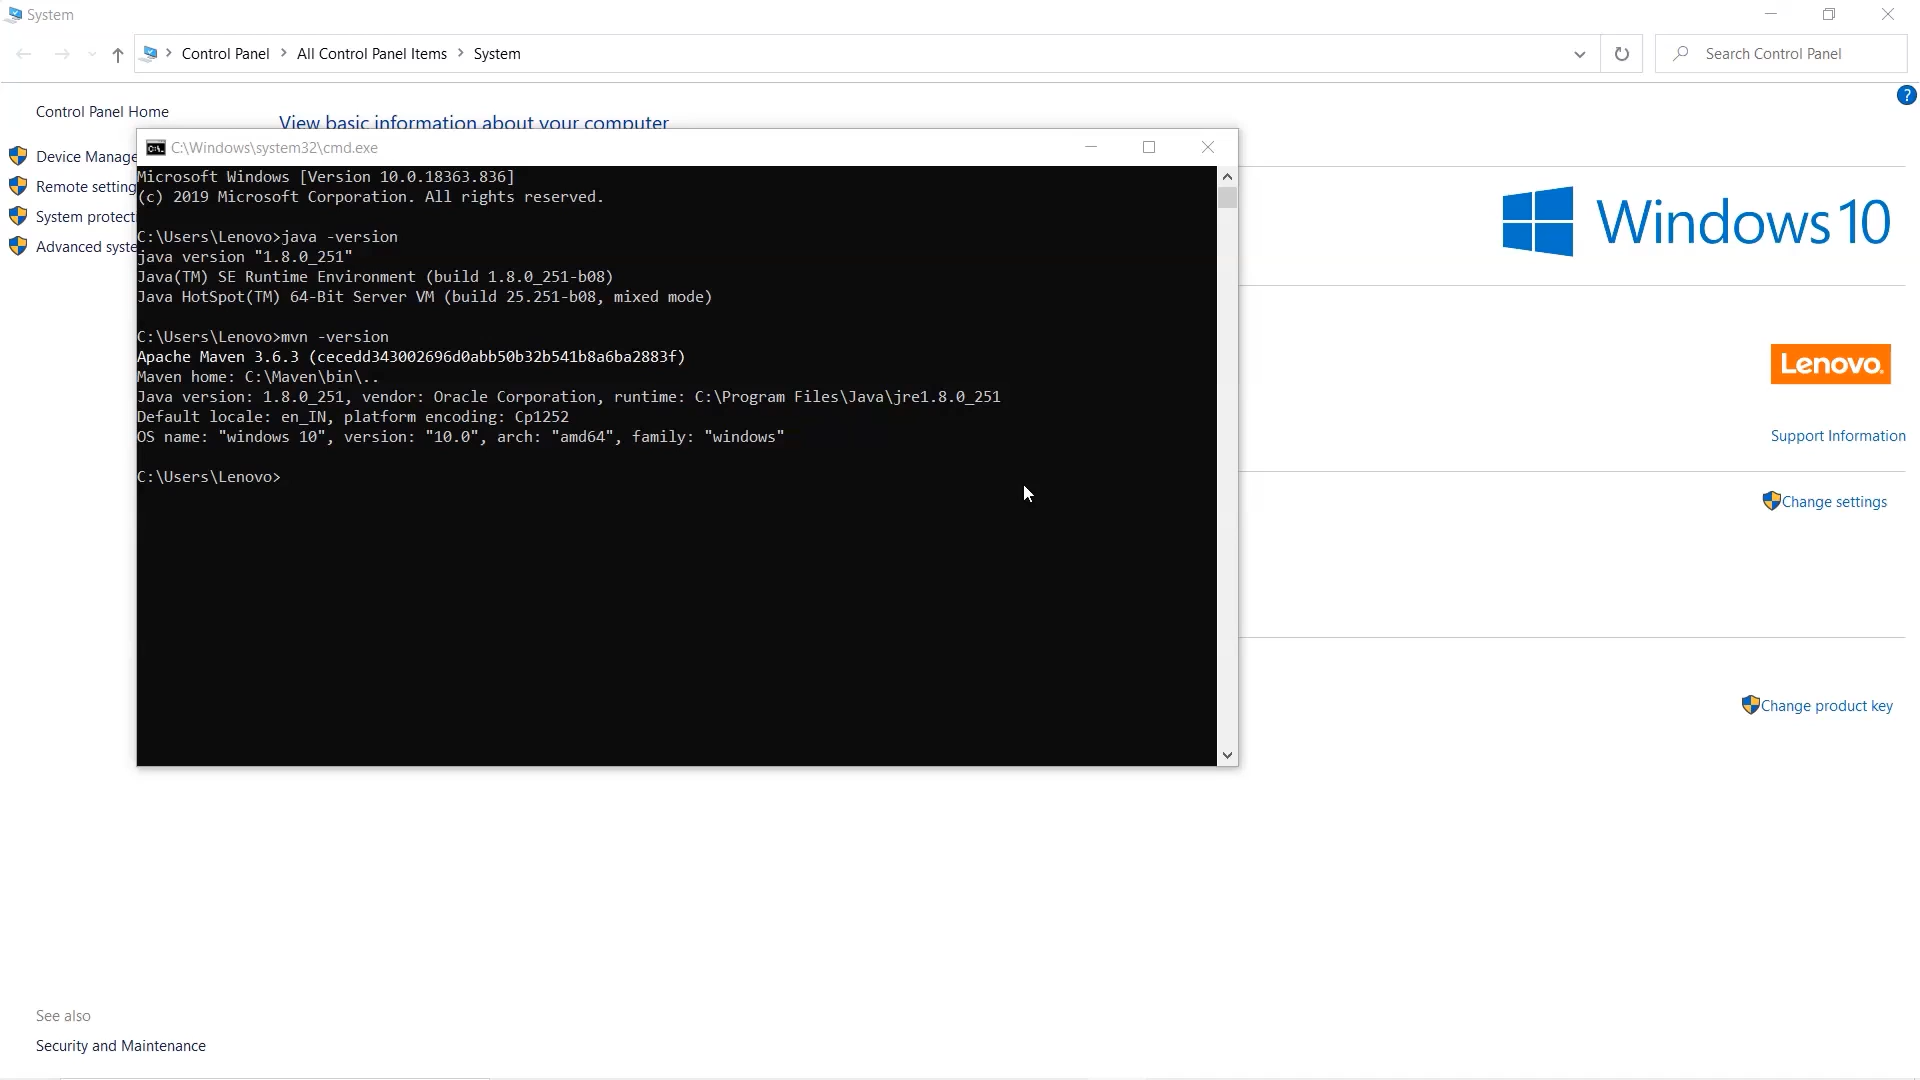 System
Control Panel > All Control Panel Items > System
Search Control Panel
Control Panel Home
View basic information about your computer
Device Manage
Remote setting
System protect
Advanced syste
C:\Windows\system32\cmd.exe
Microsoft Windows [Version 10.0.18363.836]
(c) 2019 Microsoft Corporation. All rights reserved.
C:\Users\Lenovo>java -version
java version "1.8.0_251"
Java(TM) SE Runtime Environment (build 1.8.0_251-b08)
Java HotSpot(TM) 64-Bit Server VM (build 25.251-b08, mixed mode)
C:\Users\Lenovo>mvn -version
Apache Maven 3.6.3 (cecedd343002696d0abb50b32b541b8a6ba2883f)
Maven home: C:\Maven\bin\..
Java version: 1.8.0_251, vendor: Oracle Corporation, runtime: C:\Program Files\Java\jre1.8.0_251
Default locale: en_IN, platform encoding: Cp1252
OS name: "windows 10", version: "10.0", arch: "amd64", family: "windows"
C:\Users\Lenovo>
Windows 10
Lenovo
Support Information
Change settings
Change product key
See also
Security and Maintenance